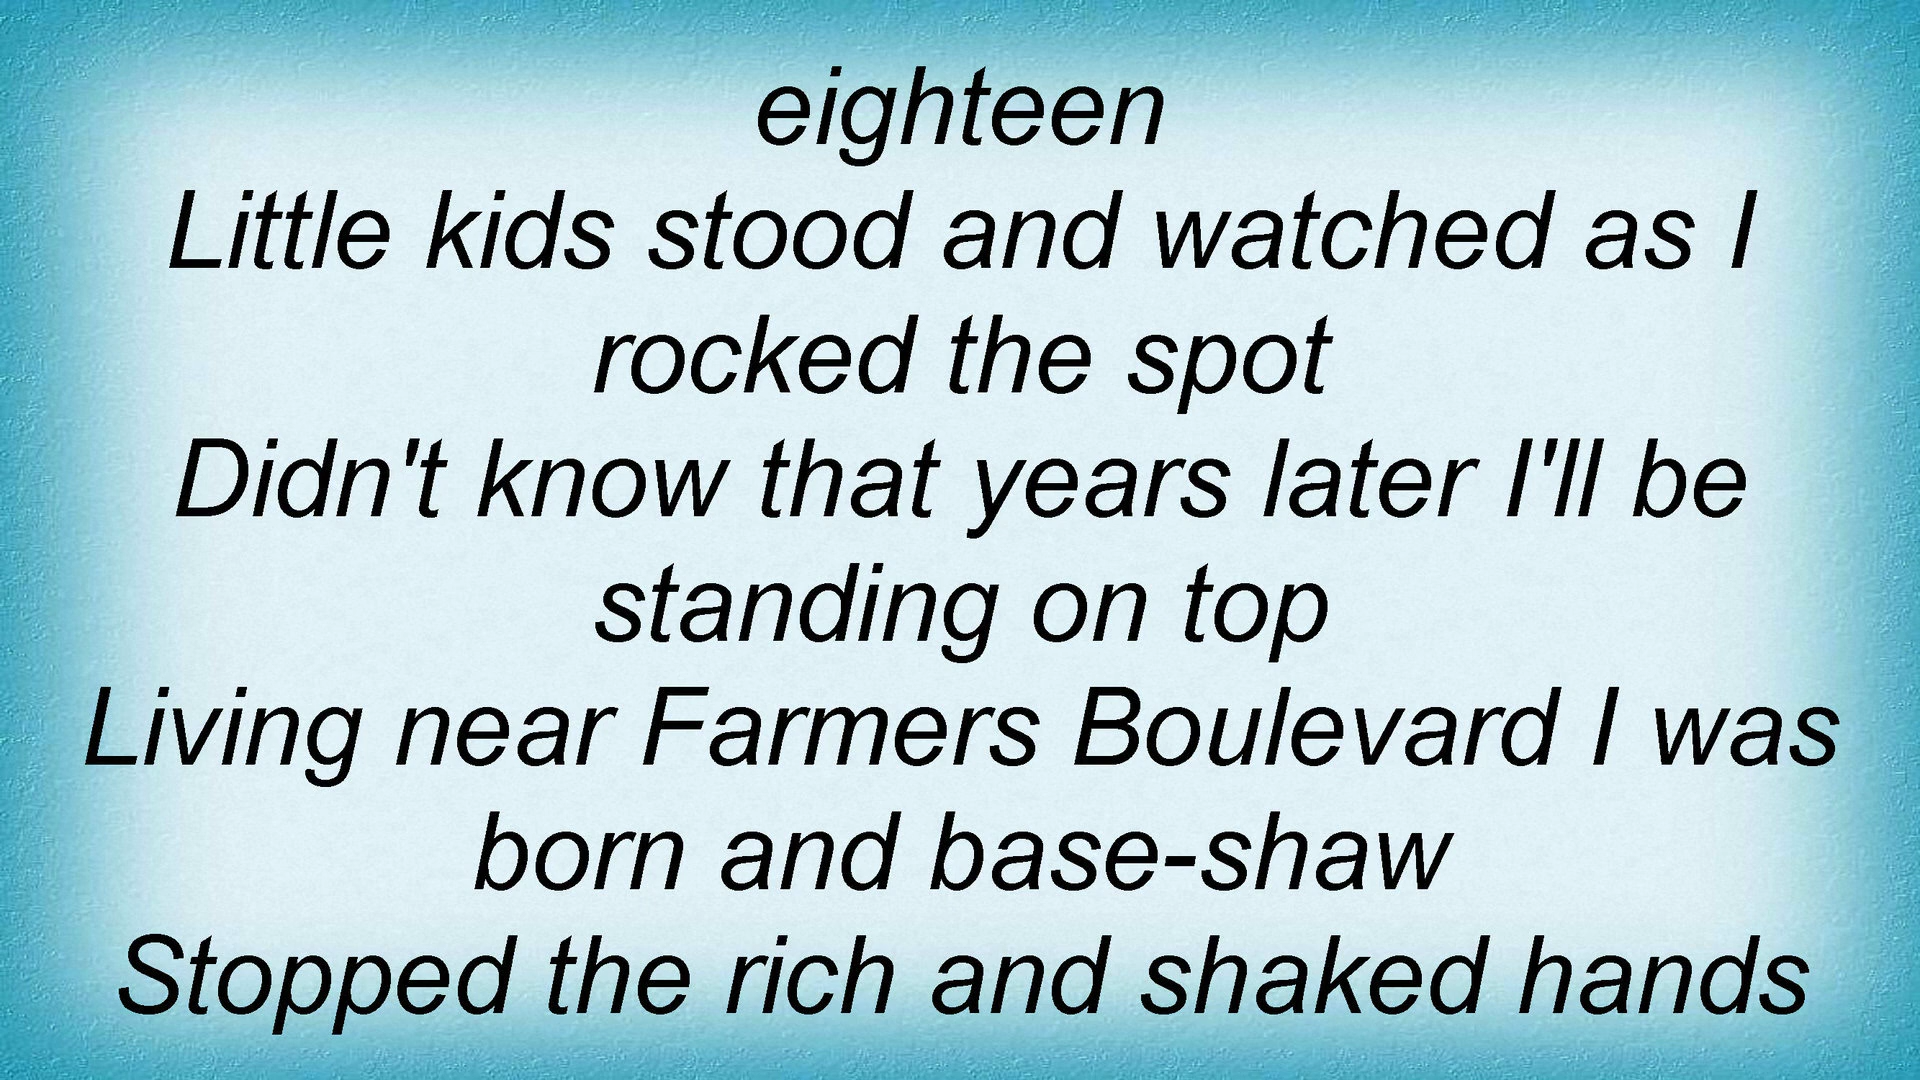 eighteen
Little kids stood and watched as I
rocked the spot
Didn't know that years later I'll be
standing on top
Living near Farmers Boulevard I was
born and base-shaw
Stopped the rich and shaked hands